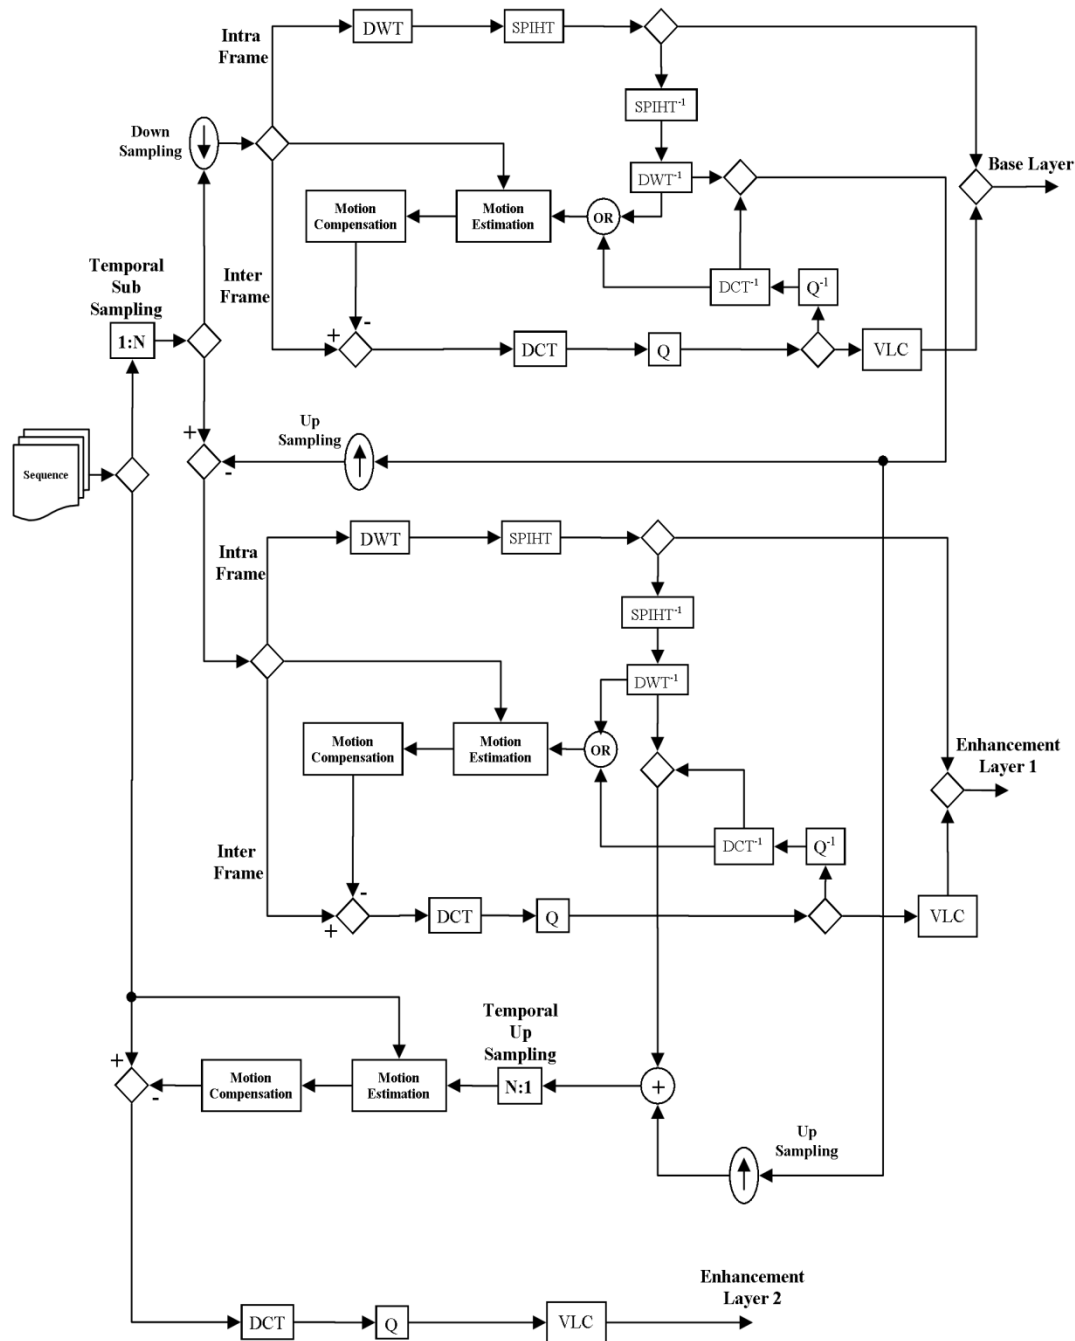 Intra
Frame
DWT
SPIHT
SPIHT⁻¹
Down
Sampling
DWT⁻¹
Base Layer
Motion
Compensation
Motion
Estimation
OR
Temporal
Sub
Sampling
Inter
Frame
DCT⁻¹
Q⁻¹
1:N
+
-
DCT
Q
VLC
Up
Sampling
+
-
Sequence
Intra
Frame
DWT
SPIHT
SPIHT⁻¹
DWT⁻¹
Motion
Compensation
Motion
Estimation
OR
Enhancement
Layer 1
Inter
Frame
DCT⁻¹
Q⁻¹
-
+
DCT
Q
VLC
Temporal
Up
Sampling
+
-
Motion
Compensation
Motion
Estimation
N:1
+
Up
Sampling
Enhancement
Layer 2
DCT
Q
VLC